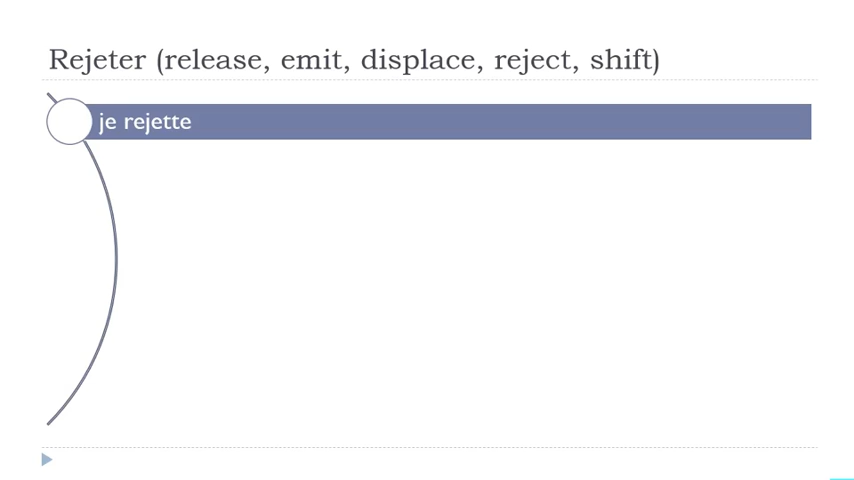 Rejeter (release, emit, displace, reject, shift)
je rejette